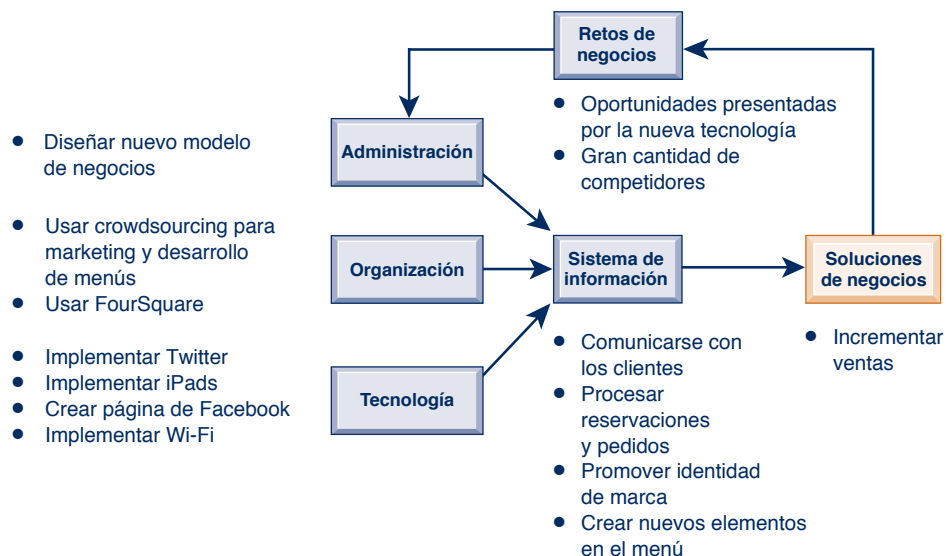 Retos de
negocios
• Oportunidades presentadas
por la nueva tecnología
• Gran cantidad de
competidores
Administración
• Diseñar nuevo modelo
de negocios
• Usar crowdsourcing para
marketing y desarrollo
de menús
• Usar FourSquare
Organización
Sistema de
información
Soluciones
de negocios
• Implementar Twitter
• Implementar iPads
• Crear página de Facebook
• Implementar Wi-Fi
Tecnología
• Comunicarse con
los clientes
• Procesar
reservaciones
y pedidos
• Promover identidad
de marca
• Crear nuevos elementos
en el menú
• Incrementar
ventas